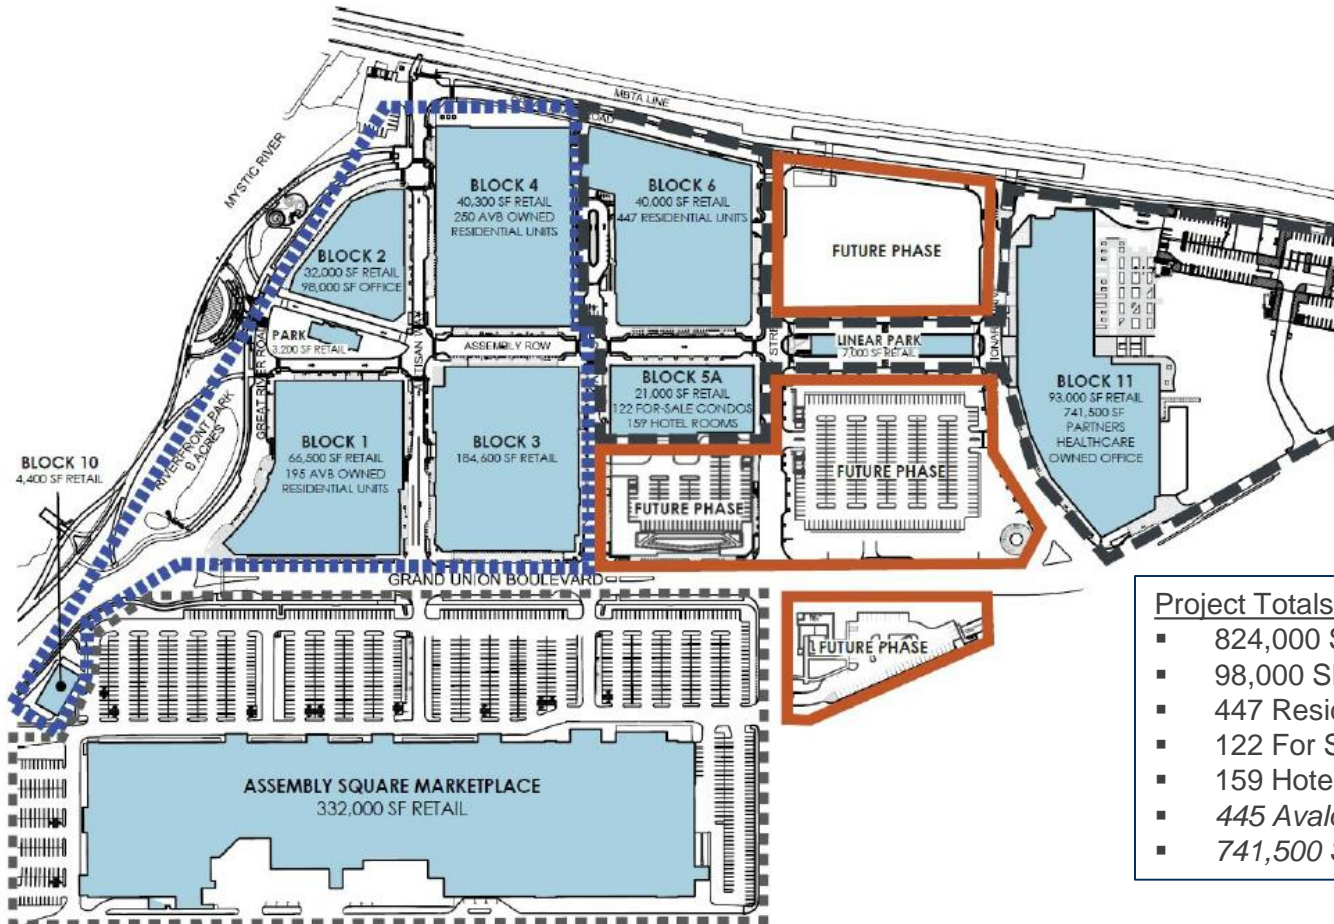 MBTA LINE
MYSTIC RIVER
OAD
BLOCK 4
40,300 SF RETAIL
250 AVB OWNED
RESIDENTIAL UNITS
BLOCK 6
40,000 SF RETAIL
447 RESIDENTIAL UNITS
FUTURE PHASE
BLOCK 2
32,000 SF RETAIL
98,000 SF OFFICE
PARK
3,200 SF RETAIL
ASSEMBLY ROW
LINEAR PARK
7,000 SF RETAIL
GREAT RIVER ROAD
RIVERFRONT PARK
6 ACRES
BLOCK 1
66,500 SF RETAIL
195 AVB OWNED
RESIDENTIAL UNITS
BLOCK 3
184,600 SF RETAIL
BLOCK 5A
21,000 SF RETAIL
122 FOR-SALE CONDOS
159 HOTEL ROOMS
BLOCK 11
93,000 SF RETAIL
741,500 SF
PARTNERS
HEALTHCARE
OWNED OFFICE
BLOCK 10
4,400 SF RETAIL
FUTURE PHASE
FUTURE PHASE
GRAND UNION BOULEVARD
FUTURE PHASE
ASSEMBLY SQUARE MARKETPLACE
332,000 SF RETAIL
Project Totals
▪ 824,000 S
▪ 98,000 S
▪ 447 Resid
▪ 122 For S
▪ 159 Hote
▪ 445 Avalo
▪ 741,500